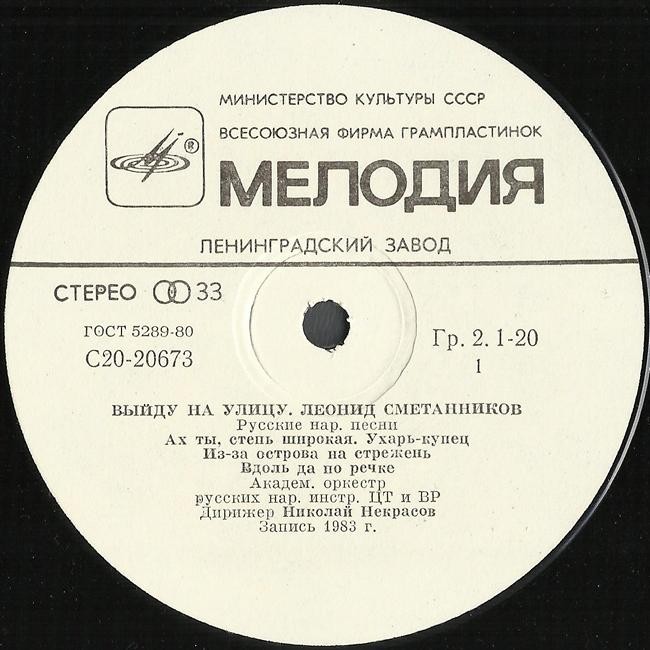 МИНИСТЕРСТВО КУЛЬТУРЫ СССР
ВСЕСОЮЗНАЯ ФИРМА ГРАМПЛАСТИНОК
®
МЕЛОДИЯ
ЛЕНИНГРАДСКИЙ ЗАВОД
СТЕРЕО 33
ГОСТ 5289-80
С20-20673
Гр. 2. 1-20
1
ВЫЙДУ НА УЛИЦУ. ЛЕОНИД СМЕТАННИКОВ
Русские нар. песни
Ах ты, степь широкая. Ухарь-купец
Из-за острова на стрежень
Вдоль да по речке
Академ. оркестр
русских нар. инстр. ЦТ и ВР
Дирижер Николай Некрасов
Запись 1983 г.